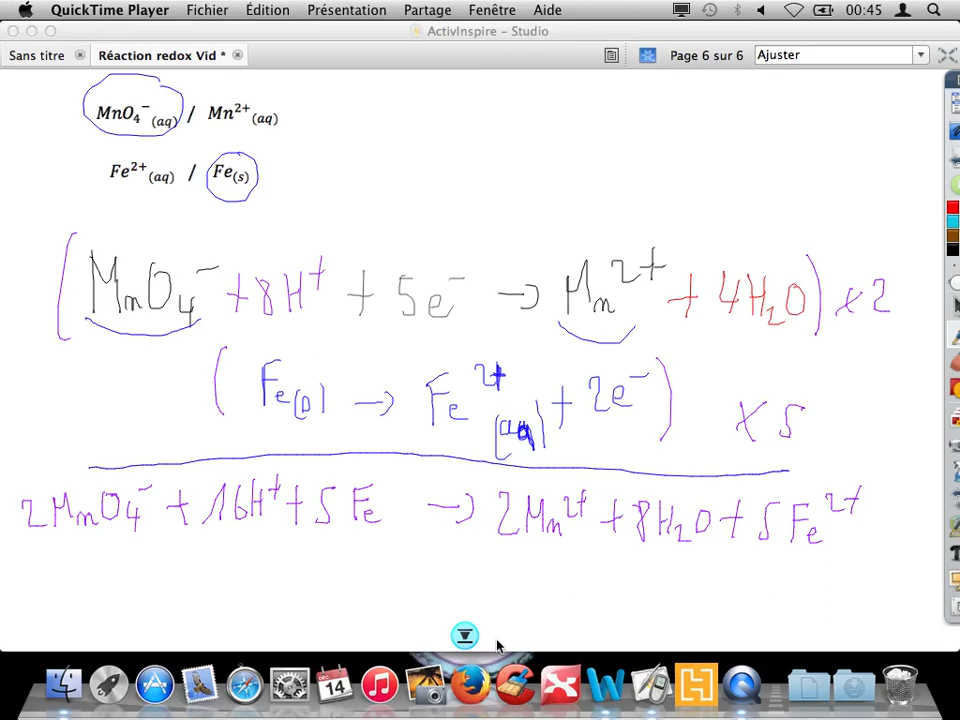 QuickTime Player Fichier Édition Présentation Partage Fenêtre Aide 00:45
ActivInspire - Studio
Sans titre Réaction redox Vid * Page 6 sur 6 Ajuster
MnO₄⁻(aq) / Mn²⁺(aq)
Fe²⁺(aq) / Fe(s)
(MnO₄⁻ + 8H⁺ + 5e⁻ → Mn²⁺ + 4H₂O) × 2
(Fe(s) → Fe²⁺(aq) + 2e⁻) × 5
2MnO₄⁻ + 16H⁺ + 5Fe → 2Mn²⁺ + 8H₂O + 5Fe²⁺
DEC. 14